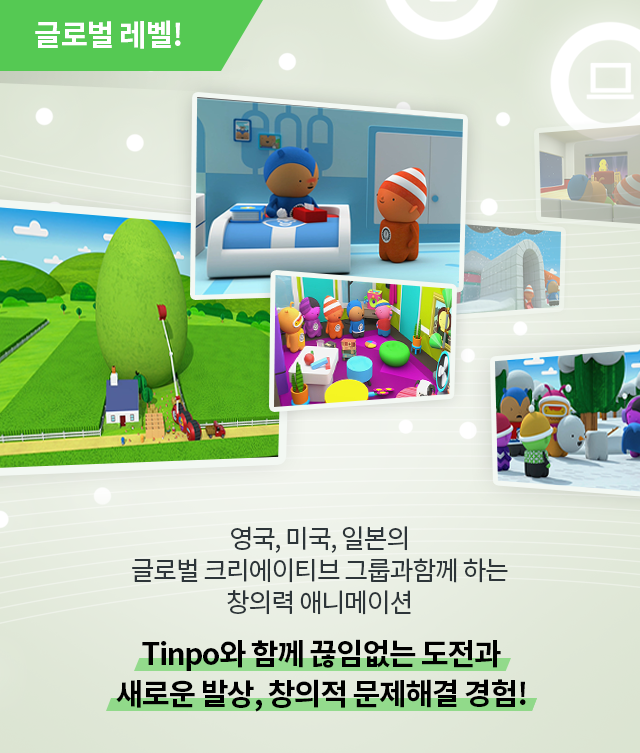 글로벌 레벨!
영국, 미국, 일본의
글로벌 크리에이티브 그룹과함께 하는
창의력 애니메이션
Tinpo와 함께 끊임없는 도전과
새로운 발상, 창의적 문제해결 경험!